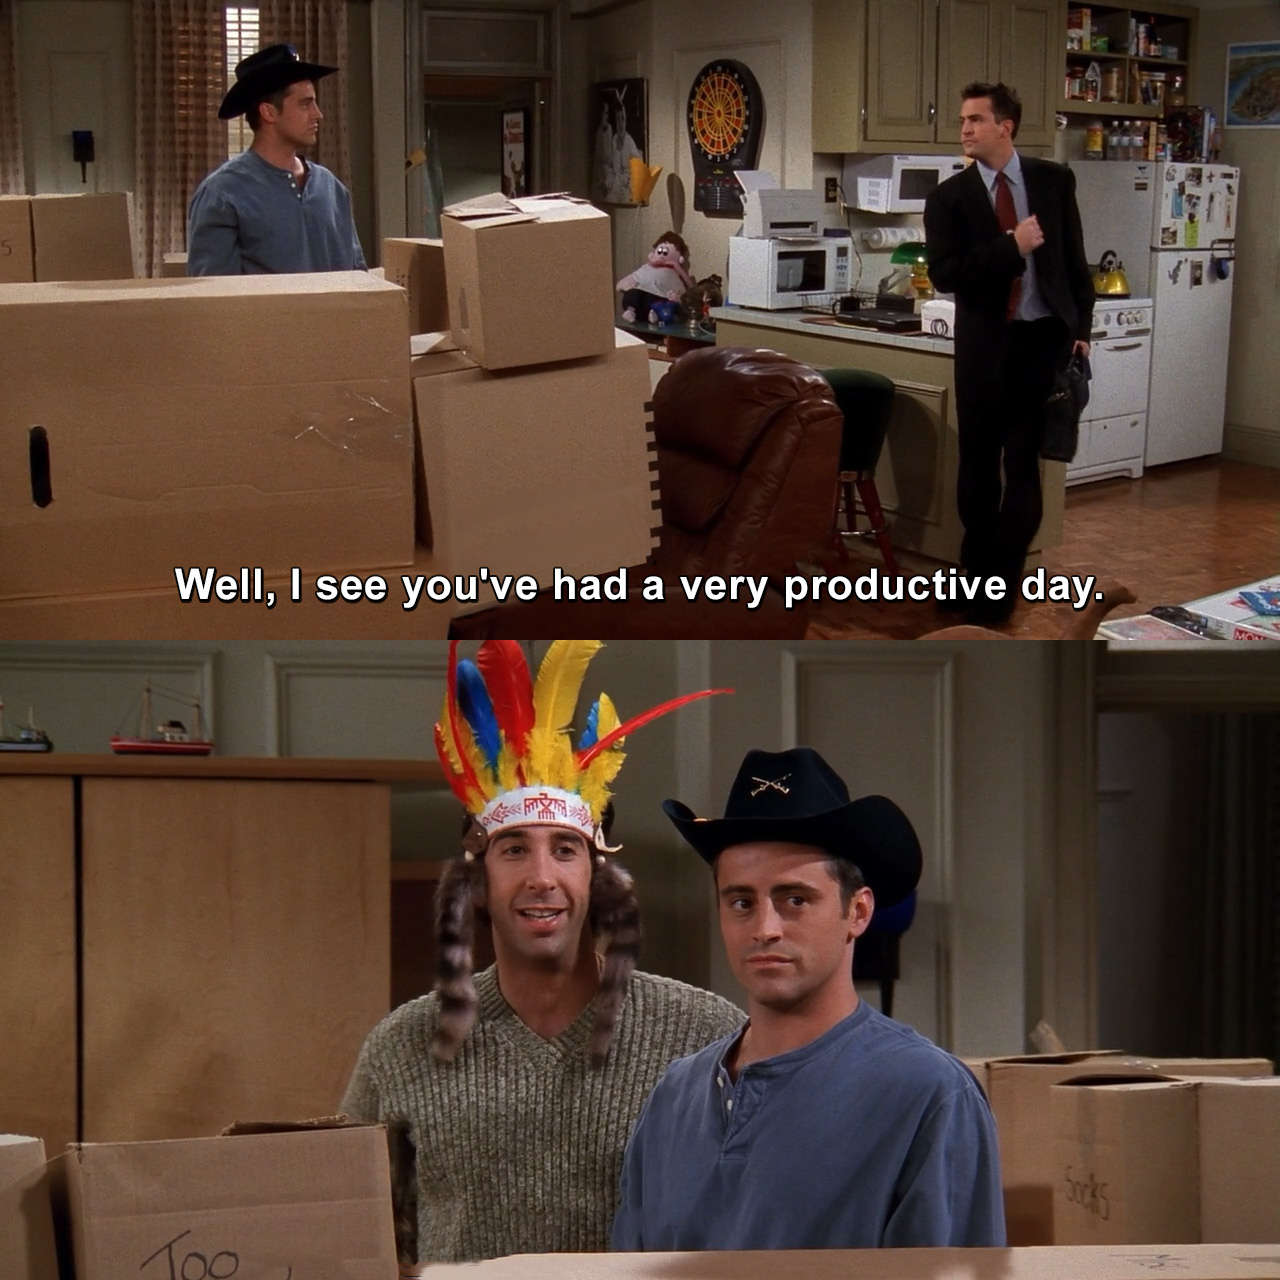 Well, I see you've had a very productive day.
Too
Socks